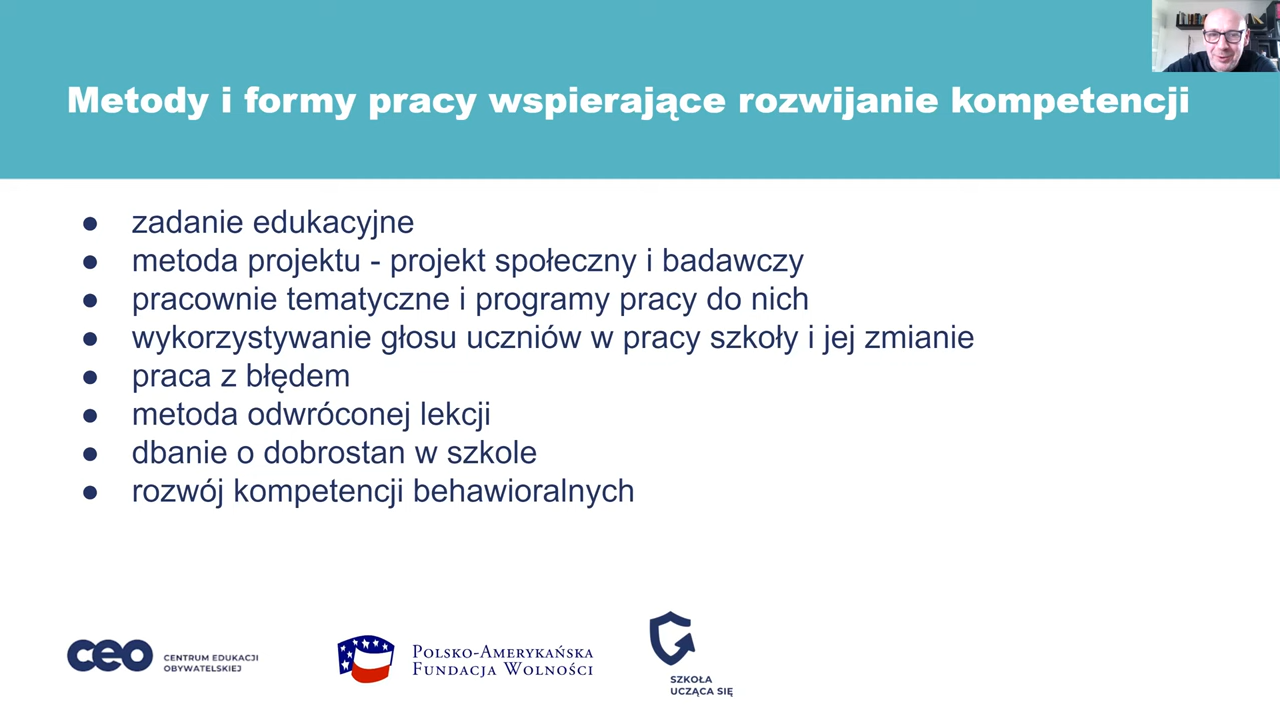 Metody i formy pracy wspierające rozwijanie kompetencji
● zadanie edukacyjne
● metoda projektu - projekt społeczny i badawczy
● pracownie tematyczne i programy pracy do nich
● wykorzystywanie głosu uczniów w pracy szkoły i jej zmianie
● praca z błędem
● metoda odwróconej lekcji
● dbanie o dobrostan w szkole
● rozwój kompetencji behawioralnych
ceo
CENTRUM EDUKACJI
OBYWATELSKIEJ
Polsko-Amerykańska
Fundacja Wolności
SZKOŁA
UCZĄCA SIĘ